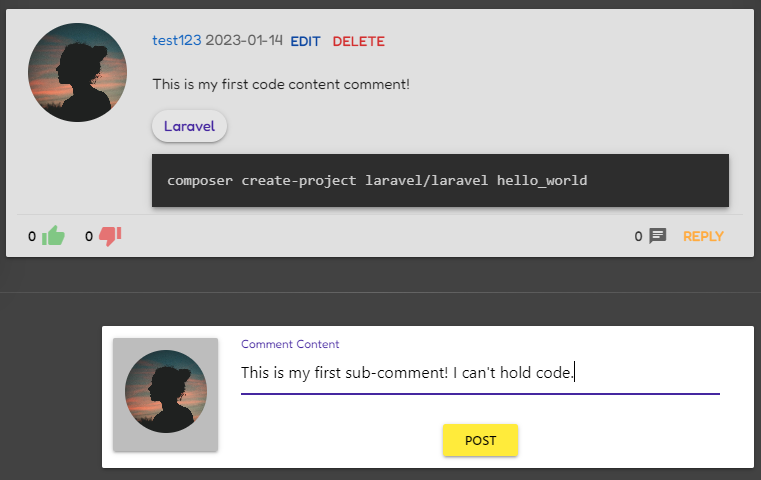 test123 2023-01-14 EDIT DELETE
This is my first code content comment!
Laravel
composer create-project laravel/laravel hello_world
0 0 0 REPLY
Comment Content
This is my first sub-comment! I can't hold code.
POST